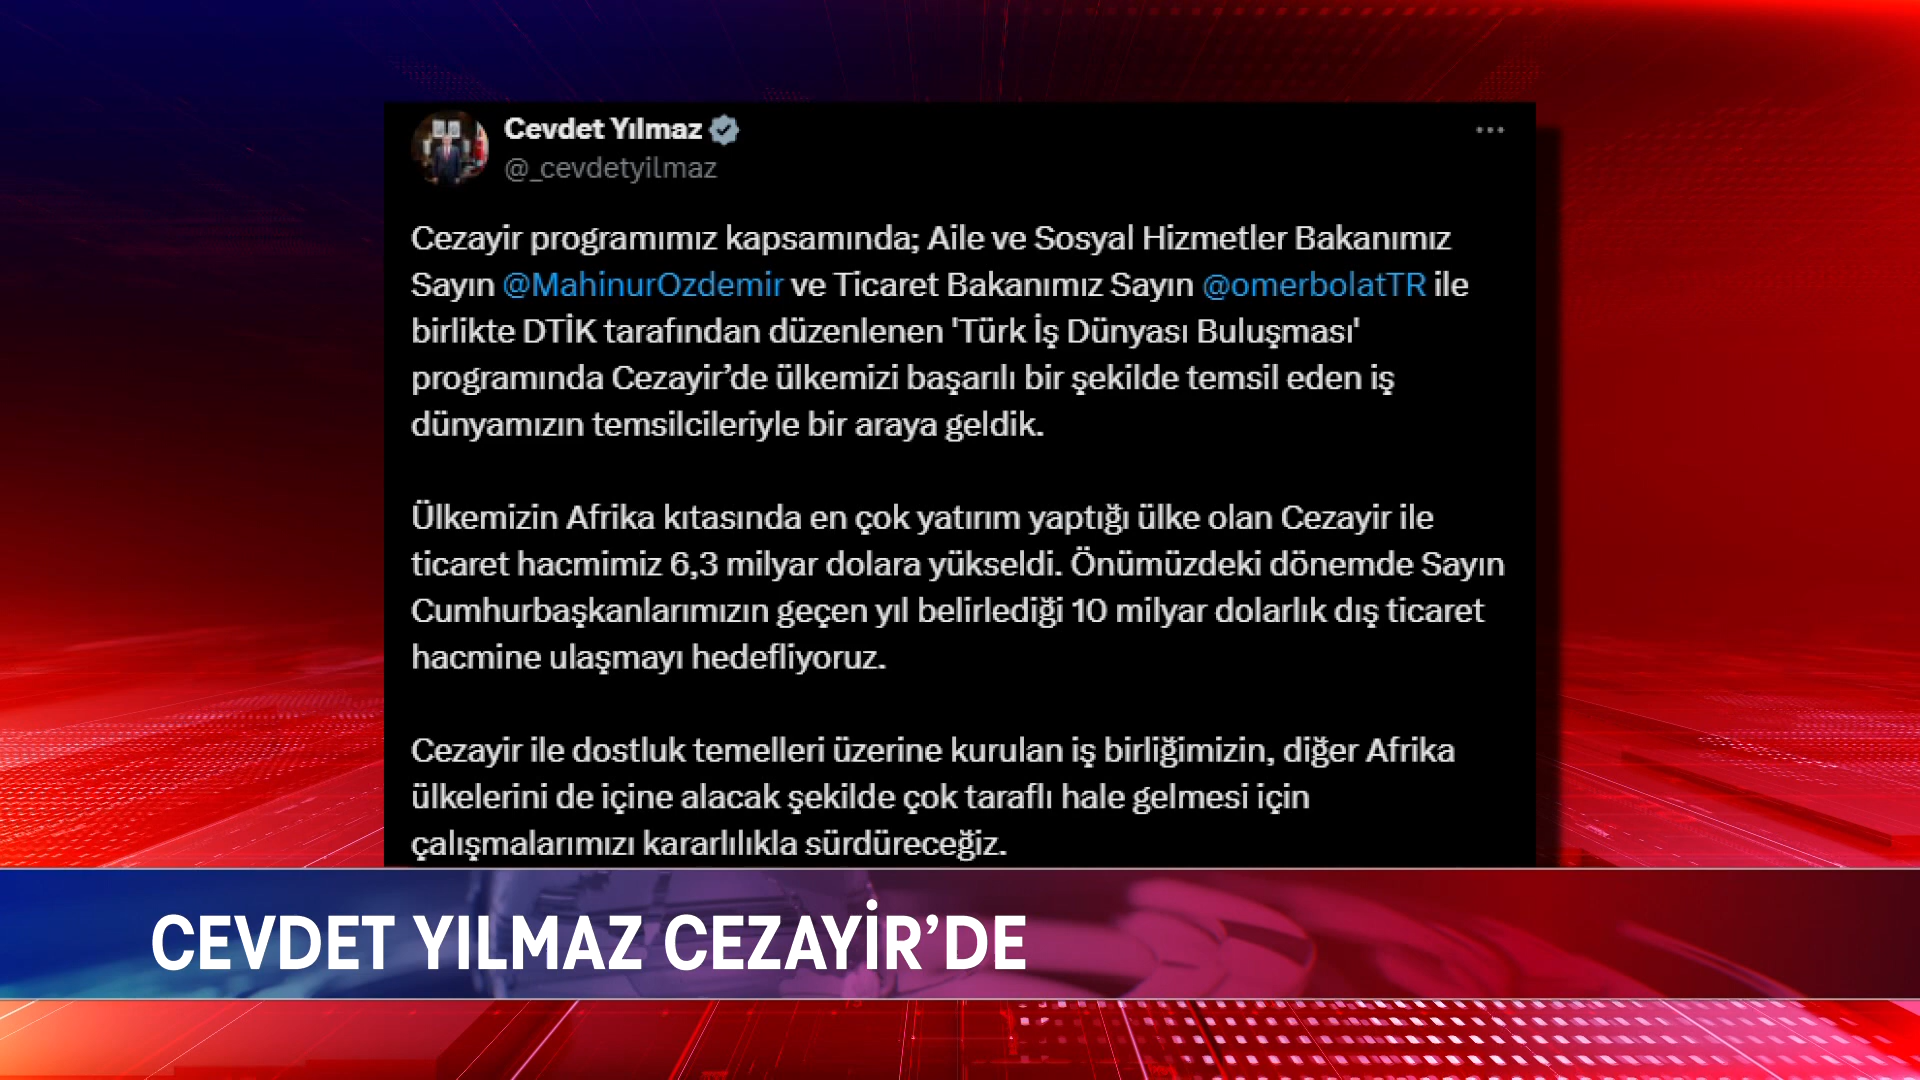 Cevdet Yılmaz
@_cevdetyilmaz
Cezayir programımız kapsamında; Aile ve Sosyal Hizmetler Bakanımız
Sayın @MahinurOzdemir ve Ticaret Bakanımız Sayın @omerbolatTR ile
birlikte DTİK tarafından düzenlenen 'Türk İş Dünyası Buluşması'
programında Cezayir’de ülkemizi başarılı bir şekilde temsil eden iş
dünyamızın temsilcileriyle bir araya geldik.
Ülkemizin Afrika kıtasında en çok yatırım yaptığı ülke olan Cezayir ile
ticaret hacmimiz 6,3 milyar dolara yükseldi. Önümüzdeki dönemde Sayın
Cumhurbaşkanlarımızın geçen yıl belirlediği 10 milyar dolarlık dış ticaret
hacmine ulaşmayı hedefliyoruz.
Cezayir ile dostluk temelleri üzerine kurulan iş birliğimizin, diğer Afrika
ülkelerini de içine alacak şekilde çok taraflı hale gelmesi için
çalışmalarımızı kararlılıkla sürdüreceğiz.
CEVDET YILMAZ CEZAYİR’DE